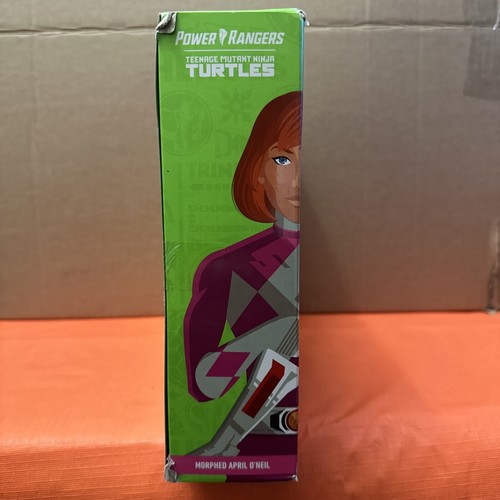 POWER RANGERS
TEENAGE MUTANT NINJA
TURTLES
MORPHED APRIL O'NEIL